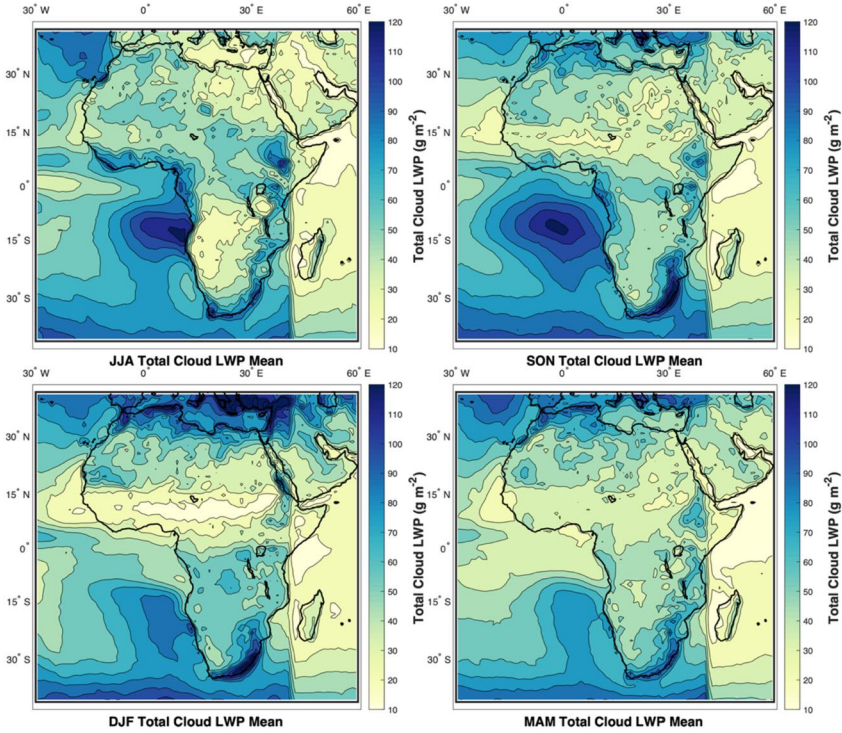 30° W 0° 30° E 60° E
30° W 0° 30° E 60° E
30° N
15° N
0°
15° S
30° S
120
110
100
90
80
70
60
50
40
30
20
10
Total Cloud LWP (g m⁻²)
30° N
15° N
0°
15° S
30° S
120
110
100
90
80
70
60
50
40
30
20
10
Total Cloud LWP (g m⁻²)
JJA Total Cloud LWP Mean
SON Total Cloud LWP Mean
30° W 0° 30° E 60° E
30° W 0° 30° E 60° E
30° N
15° N
0°
15° S
30° S
120
110
100
90
80
70
60
50
40
30
20
10
Total Cloud LWP (g m⁻²)
30° N
15° N
0°
15° S
30° S
120
110
100
90
80
70
60
50
40
30
20
10
Total Cloud LWP (g m⁻²)
DJF Total Cloud LWP Mean
MAM Total Cloud LWP Mean